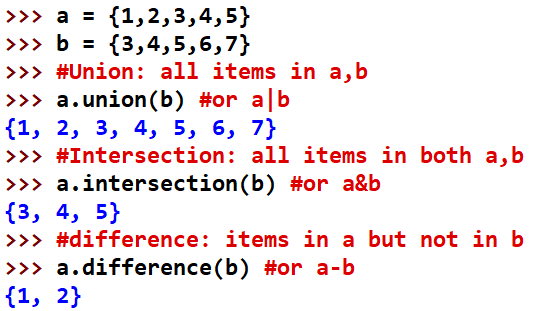 >>> a = {1,2,3,4,5}
>>> b = {3,4,5,6,7}
>>> #Union: all items in a,b
>>> a.union(b) #or a|b
{1, 2, 3, 4, 5, 6, 7}
>>> #Intersection: all items in both a,b
>>> a.intersection(b) #or a&b
{3, 4, 5}
>>> #difference: items in a but not in b
>>> a.difference(b) #or a-b
{1, 2}